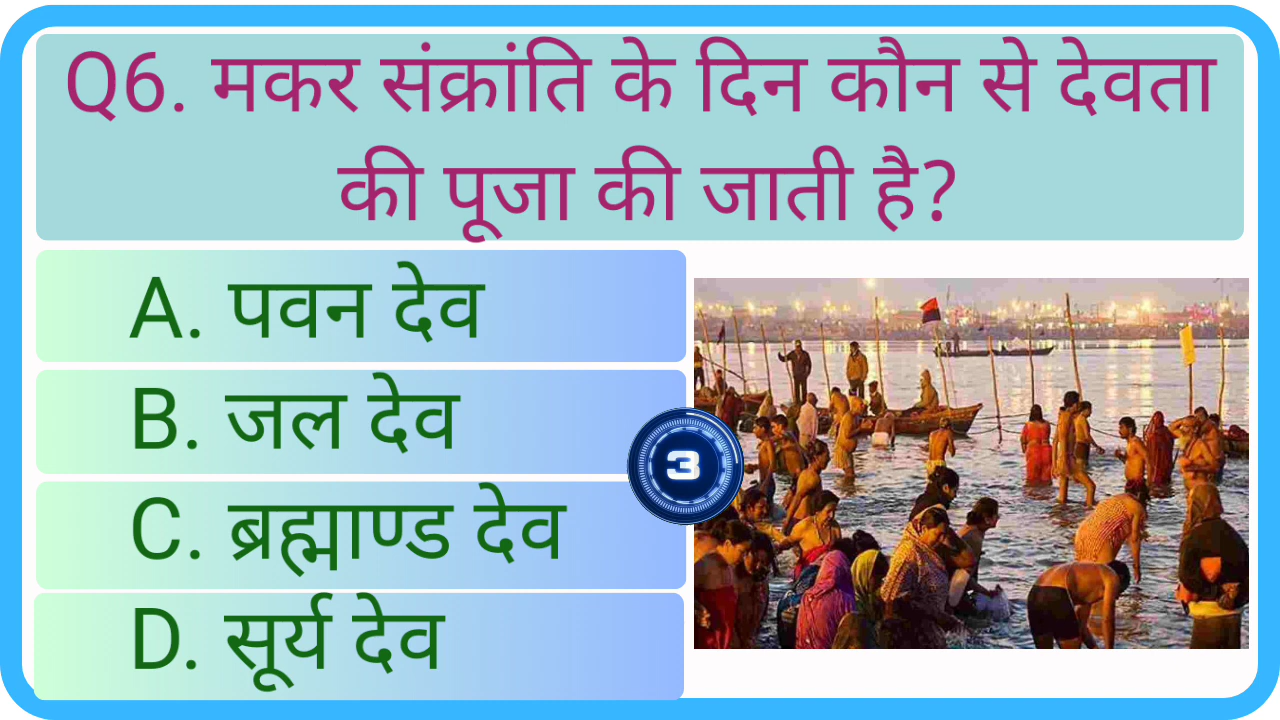 Q6. मकर संक्रांति के दिन कौन से देवता
की पूजा की जाती है?
A. पवन देव
B. जल देव
C. ब्रह्माण्ड देव
D. सूर्य देव
3